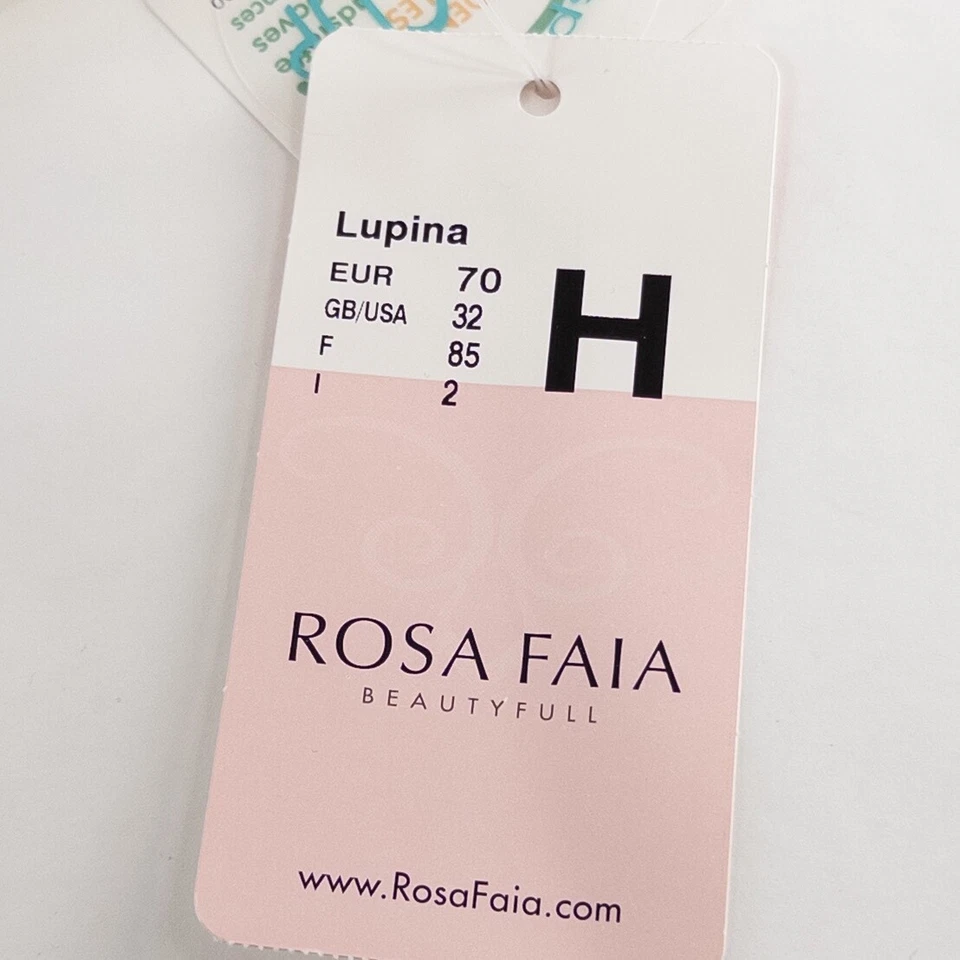 Lupina
EUR 70
GB/USA 32
F 85
I 2
H
ROSA FAIA
BEAUTYFULL
www.RosaFaia.com